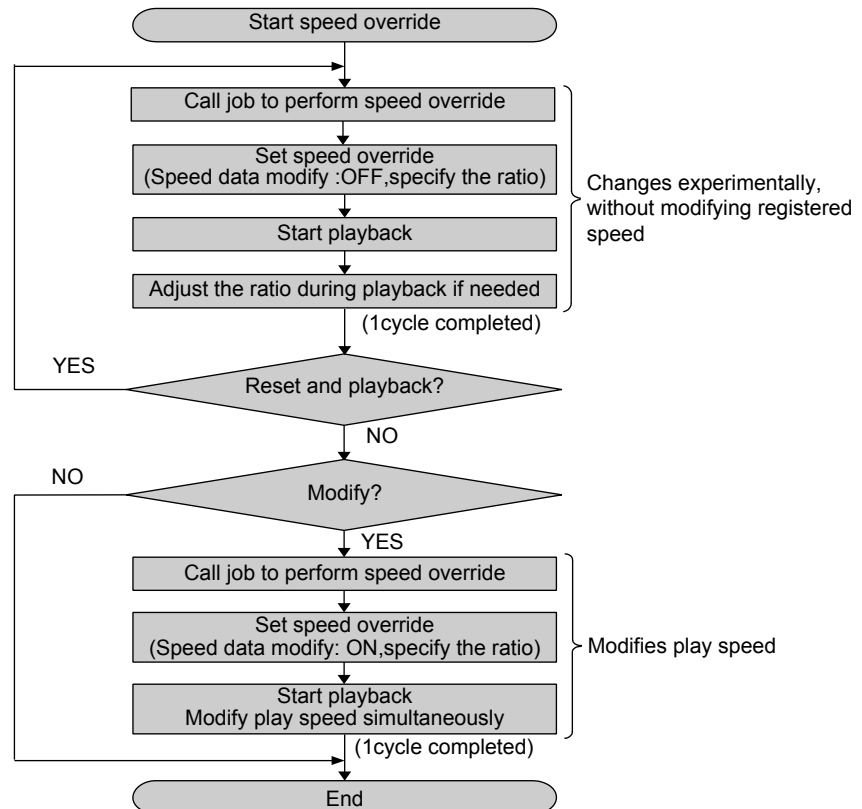 Start speed override
Call job to perform speed override
Set speed override
(Speed data modify :OFF,specify the ratio)
Start playback
Adjust the ratio during playback if needed
Changes experimentally,
without modifying registered
speed
(1cycle completed)
YES
Reset and playback?
NO
NO
Modify?
YES
Call job to perform speed override
Set speed override
(Speed data modify: ON,specify the ratio)
Start playback
Modify play speed simultaneously
Modifies play speed
(1cycle completed)
End